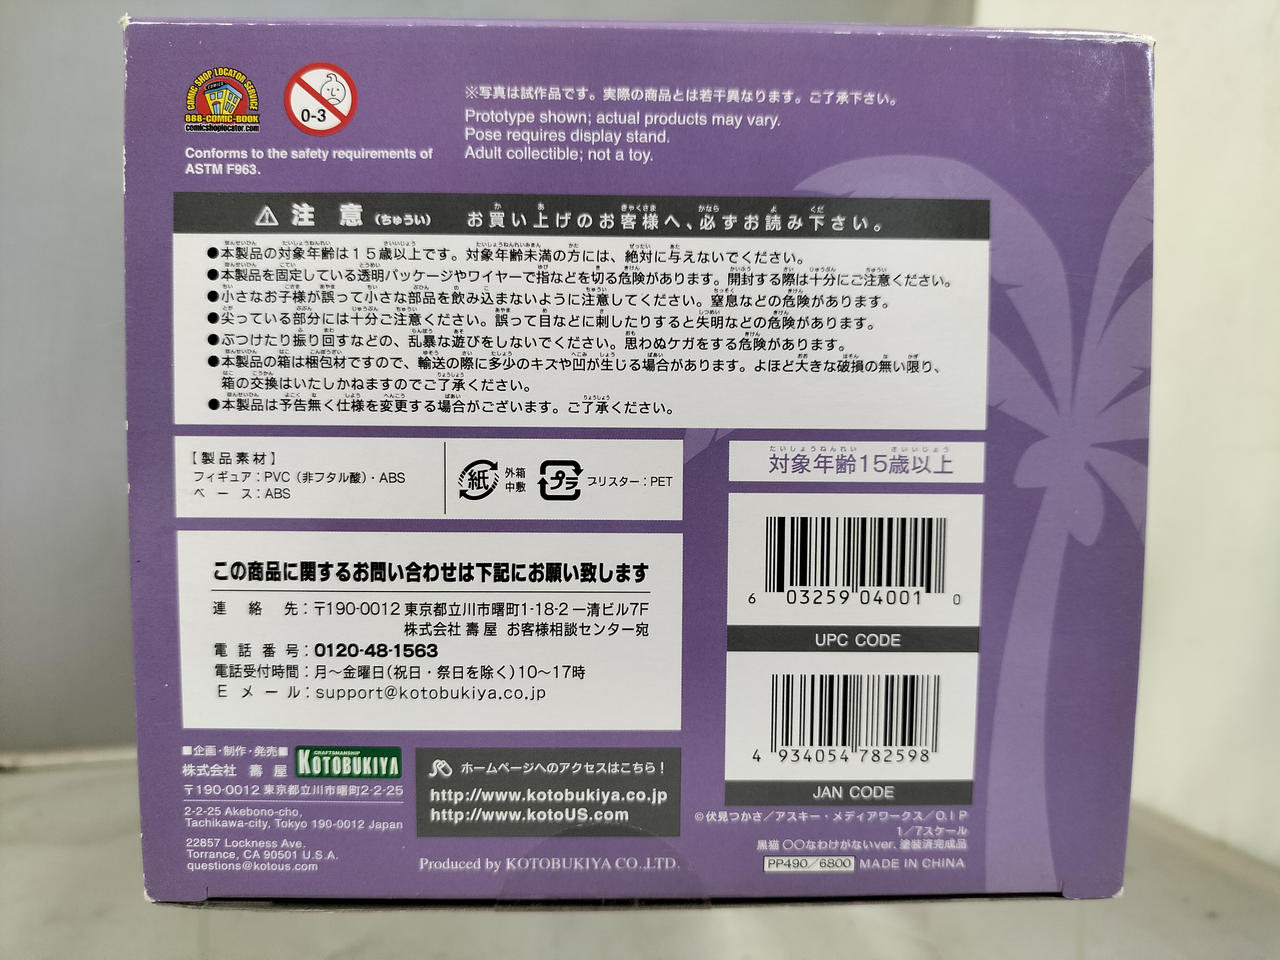 COMIC SHOP LOCATOR SERVICE
COMICS
888-COMIC-BOOK
comicshoplocator.com
0-3
Conforms to the safety requirements of
ASTM F963.
※写真は試作品です。実際の商品とは若干異なります。ご了承下さい。
Prototype shown; actual products may vary.
Pose requires display stand.
Adult collectible; not a toy.
注意(ちゅうい) お買い上げのお客様へ、必ずお読み下さい。
●本製品の対象年齢は15歳以上です。対象年齢未満の方には、絶対に与えないでください。
●本製品を固定している透明パッケージやワイヤーで指などを切る危険があります。開封する際は十分にご注意ください。
●小さなお子様が誤って小さな部品を飲み込まないように注意してください。窒息などの危険があります。
●尖っている部分には十分ご注意ください。誤って目などに刺したりすると失明などの危険があります。
●ぶつけたり振り回すなどの、乱暴な遊びをしないでください。思わぬケガをする危険があります。
●本製品の箱は梱包材ですので、輸送の際に多少のキズや凹が生じる場合があります。よほど大きな破損の無い限り、
箱の交換はいたしかねますのでご了承ください。
●本製品は予告無く仕様を変更する場合がございます。ご了承ください。
【製品素材】
フィギュア:PVC(非フタル酸)・ABS
ベース:ABS
紙
外箱
中敷
プラ
ブリスター:PET
対象年齢15歳以上
この商品に関するお問い合わせは下記にお願い致します
連絡先:〒190-0012 東京都立川市曙町1-18-2 一清ビル7F
株式会社 壽屋 お客様相談センター宛
電話番号:0120-48-1563
電話受付時間:月〜金曜日(祝日・祭日を除く)10〜17時
Eメール:support@kotobukiya.co.jp
6 03259 04001 0
UPC CODE
4 934054 782598
JAN CODE
■企画・制作・発売■
CRAFTSMANSHIP
KOTOBUKIYA
株式会社 壽屋
〒190-0012 東京都立川市曙町2-2-25
2-2-25 Akebono-cho,
Tachikawa-city, Tokyo 190-0012 Japan
22857 Lockness Ave.
Torrance, CA 90501 U.S.A.
questions@kotous.com
ホームページへのアクセスはこちら!
http://www.kotobukiya.co.jp
http://www.kotoUS.com
Produced by KOTOBUKIYA CO.,LTD.
©伏見つかさ/アスキー・メディアワークス/O.I.P
1/7スケール
黒猫 〇〇なわけがないver. 塗装済完成品
PP490/6800 MADE IN CHINA